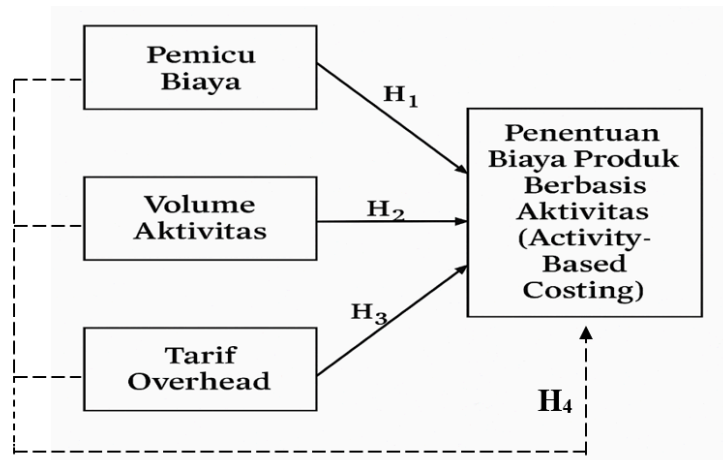 Pemicu
Biaya
H₁
Volume
Aktivitas
H₂
Tarif
Overhead
H₃
Penentuan
Biaya Produk
Berbasis
Aktivitas
(Activity-
Based
Costing)
H₄